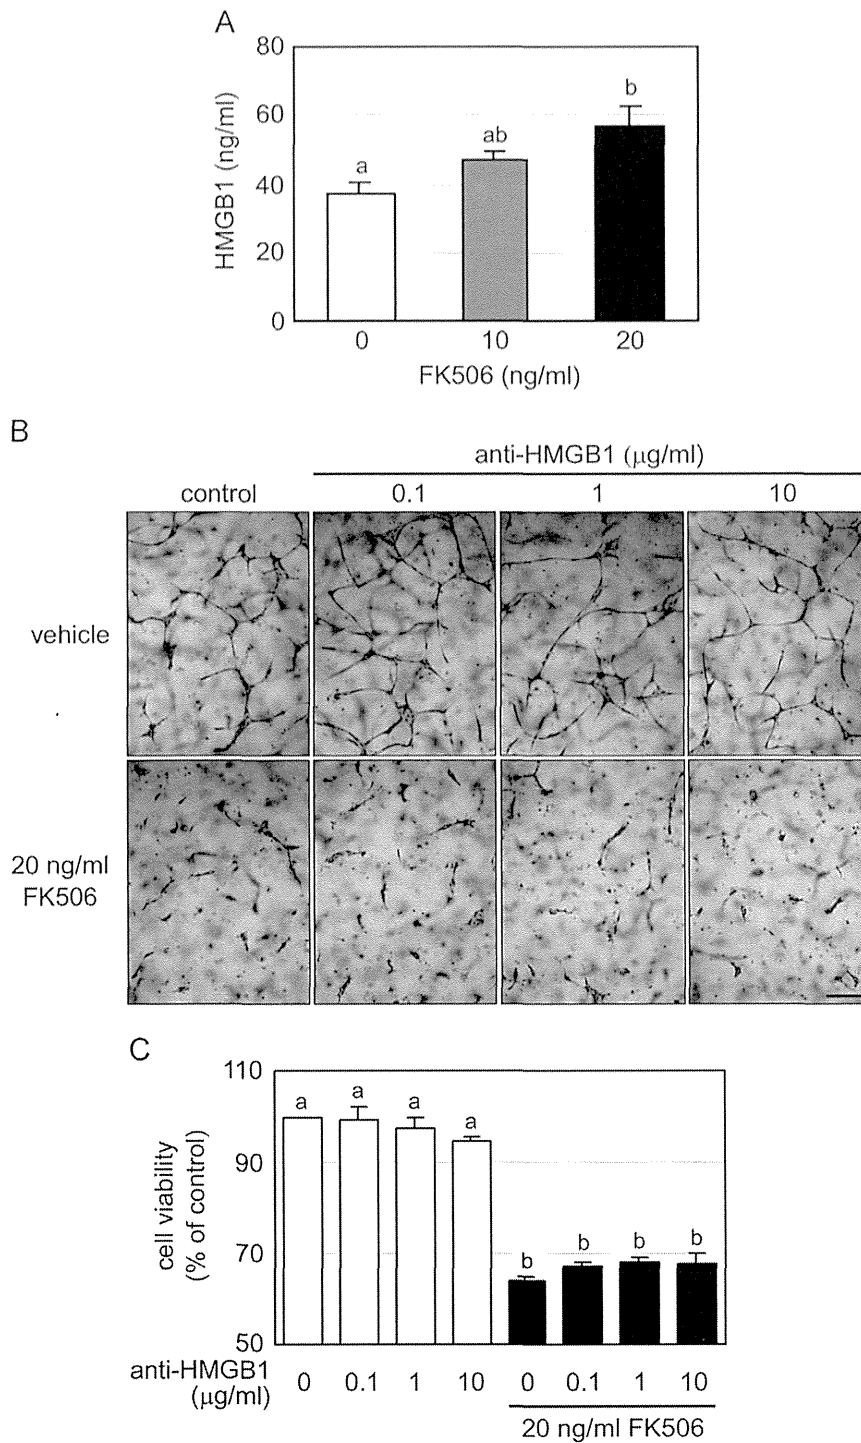 A
80
60
40
20
0
HMGB1 (ng/ml)
a
ab
b
0 10 20
FK506 (ng/ml)
B
anti-HMGB1 (μg/ml)
control 0.1 1 10
vehicle
20 ng/ml
FK506
C
110
90
70
50
cell viability
(% of control)
a a a a b b b b
anti-HMGB1
(μg/ml)
0 0.1 1 10 0 0.1 1 10
20 ng/ml FK506